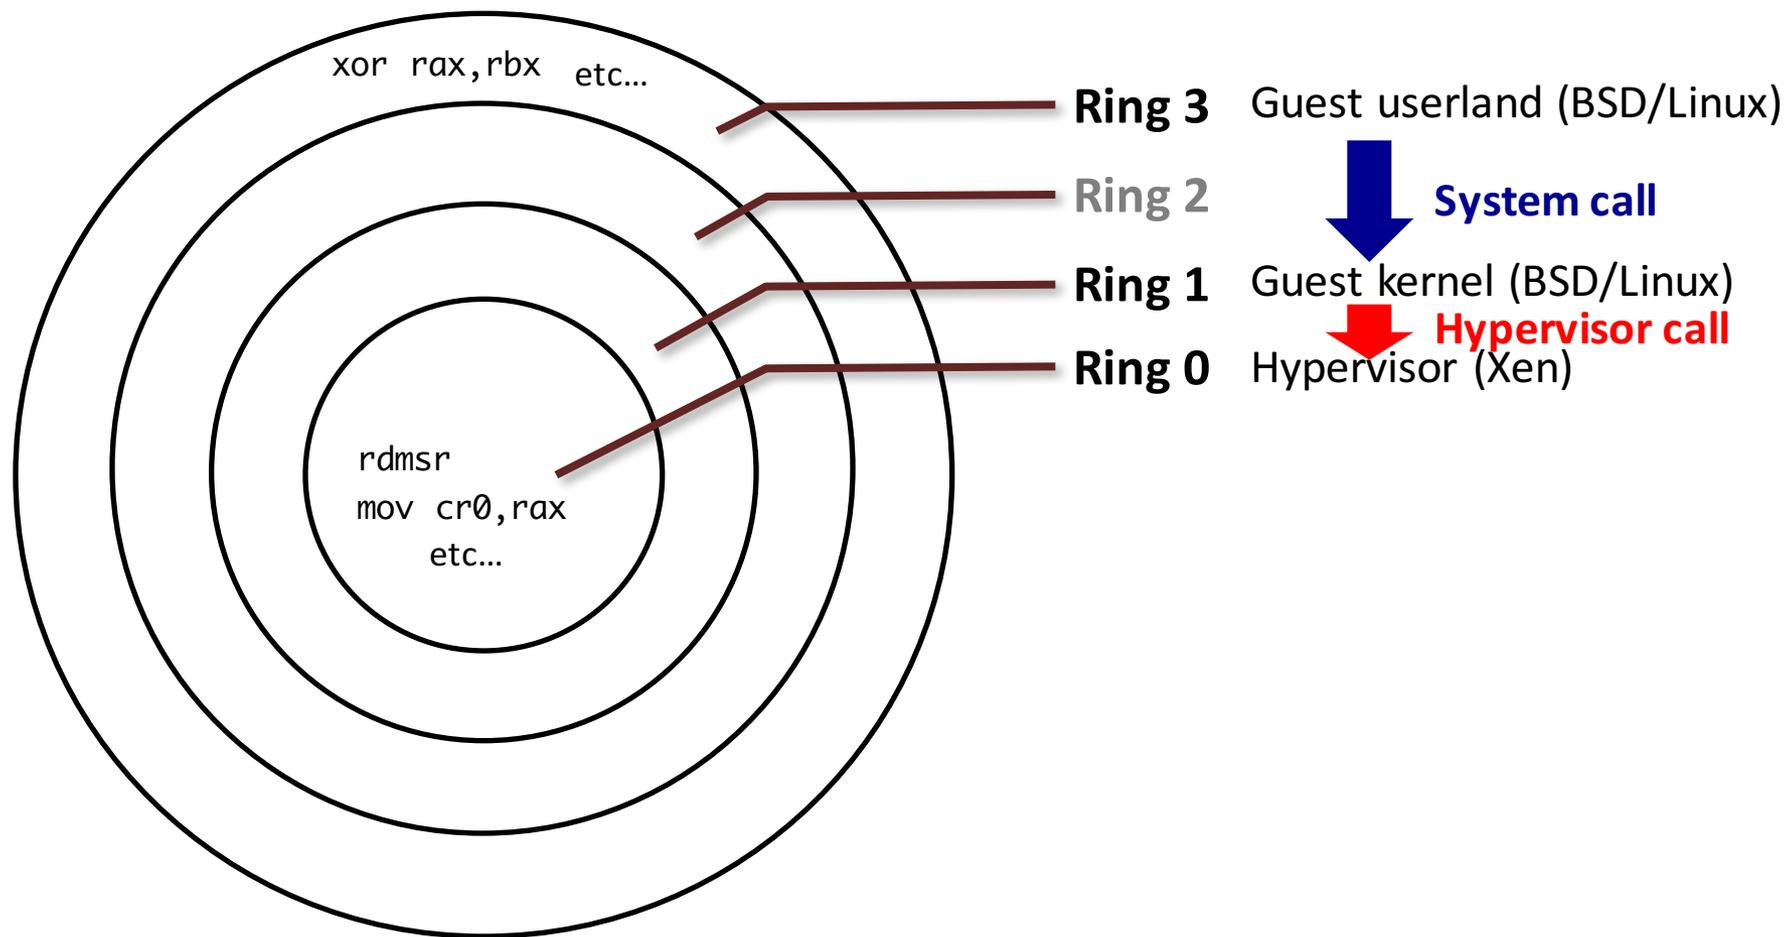 xor rax,rbx etc...
Ring 3 Guest userland (BSD/Linux)
Ring 2 System call
Ring 1 Guest kernel (BSD/Linux)
Hypervisor call
Ring 0 Hypervisor (Xen)
rdmsr
mov cr0,rax
etc...